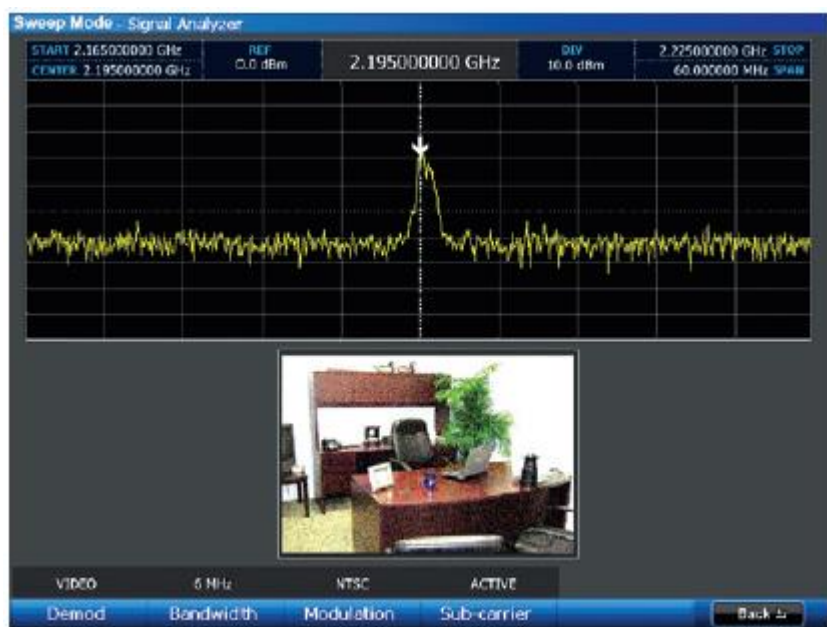 Sweep Mode - Signal Analyzer
START 2.165000000 GHz
CENTER 2.195000000 GHz
REF
0.0 dBm
2.195000000 GHz
DIV
10.0 dBm
2.225000000 GHz STOP
60.000000 MHz SPAN
VIDEO 6 MHz NTSC ACTIVE
Demod Bandwidth Modulation Sub-carrier Back